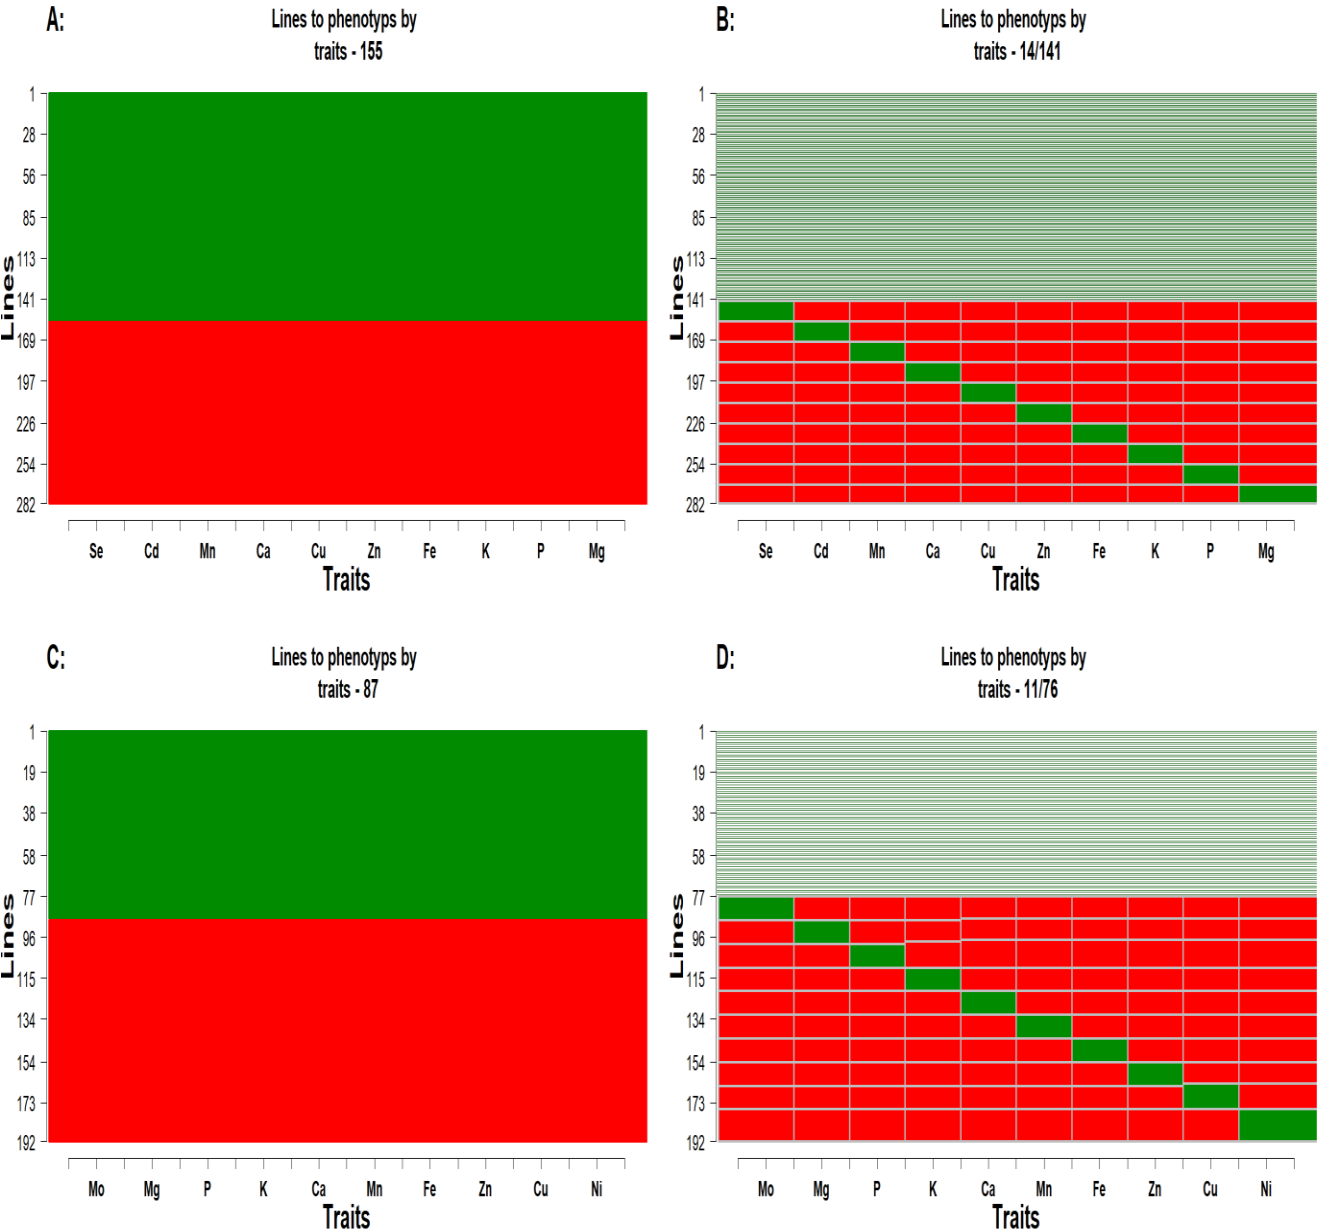 A:
Lines to phenotyps by
traits - 155
1
28
56
85
113
141
169
197
226
254
282
Lines
Se Cd Mn Ca Cu Zn Fe K P Mg
Traits
B:
Lines to phenotyps by
traits - 14/141
1
28
56
85
113
141
169
197
226
254
282
Lines
Se Cd Mn Ca Cu Zn Fe K P Mg
Traits
C:
Lines to phenotyps by
traits - 87
1
19
38
58
77
96
115
134
154
173
192
Lines
Mo Mg P K Ca Mn Fe Zn Cu Ni
Traits
D:
Lines to phenotyps by
traits - 11/76
1
19
38
58
77
96
115
134
154
173
192
Lines
Mo Mg P K Ca Mn Fe Zn Cu Ni
Traits